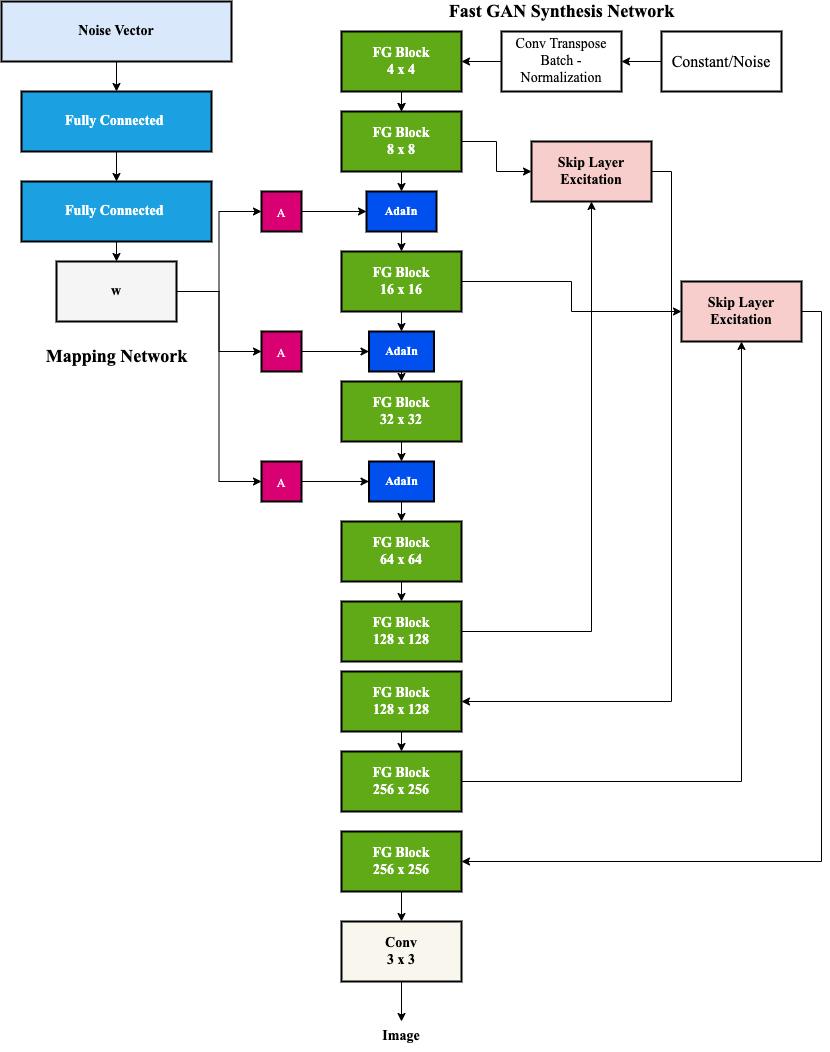 Noise Vector
Fully Connected
Fully Connected
w
Mapping Network
Fast GAN Synthesis Network
FG Block
4 x 4
Conv Transpose
Batch -
Normalization
Constant/Noise
FG Block
8 x 8
Skip Layer
Excitation
A
AdaIn
FG Block
16 x 16
Skip Layer
Excitation
A
AdaIn
FG Block
32 x 32
A
AdaIn
FG Block
64 x 64
FG Block
128 x 128
FG Block
128 x 128
FG Block
256 x 256
FG Block
256 x 256
Conv
3 x 3
Image